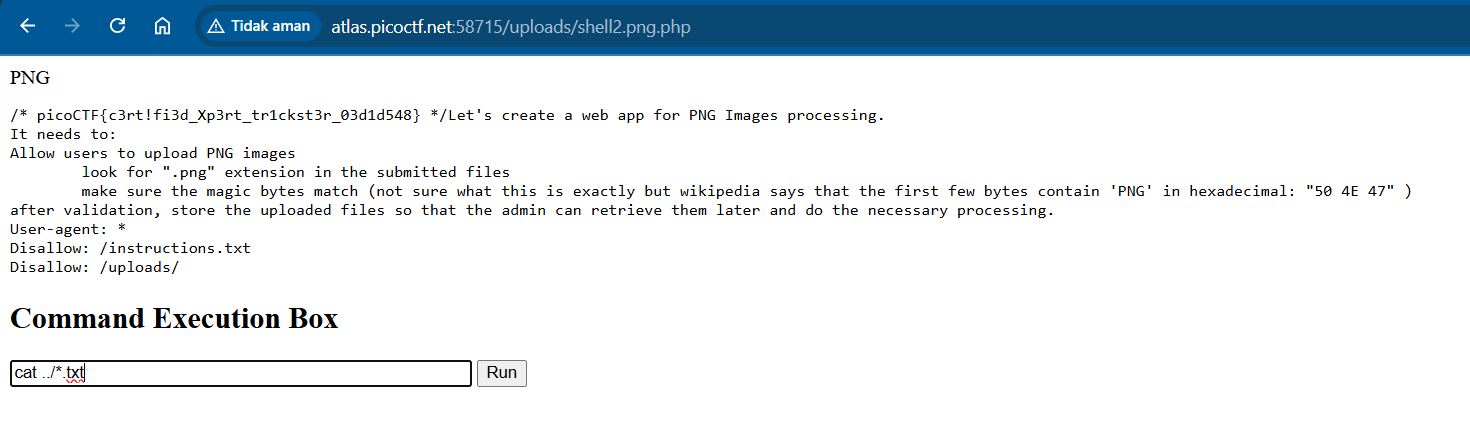 Tidak aman
atlas.picoctf.net:58715/uploads/shell2.png.php
PNG
/* picoCTF{c3rt!fi3d_Xp3rt_tr1ckst3r_03d1d548} */Let's create a web app for PNG Images processing.
It needs to:
Allow users to upload PNG images
	look for ".png" extension in the submitted files
	make sure the magic bytes match (not sure what this is exactly but wikipedia says that the first few bytes contain 'PNG' in hexadecimal: "50 4E 47" )
after validation, store the uploaded files so that the admin can retrieve them later and do the necessary processing.
User-agent: *
Disallow: /instructions.txt
Disallow: /uploads/
Command Execution Box
cat ../*.txt
Run